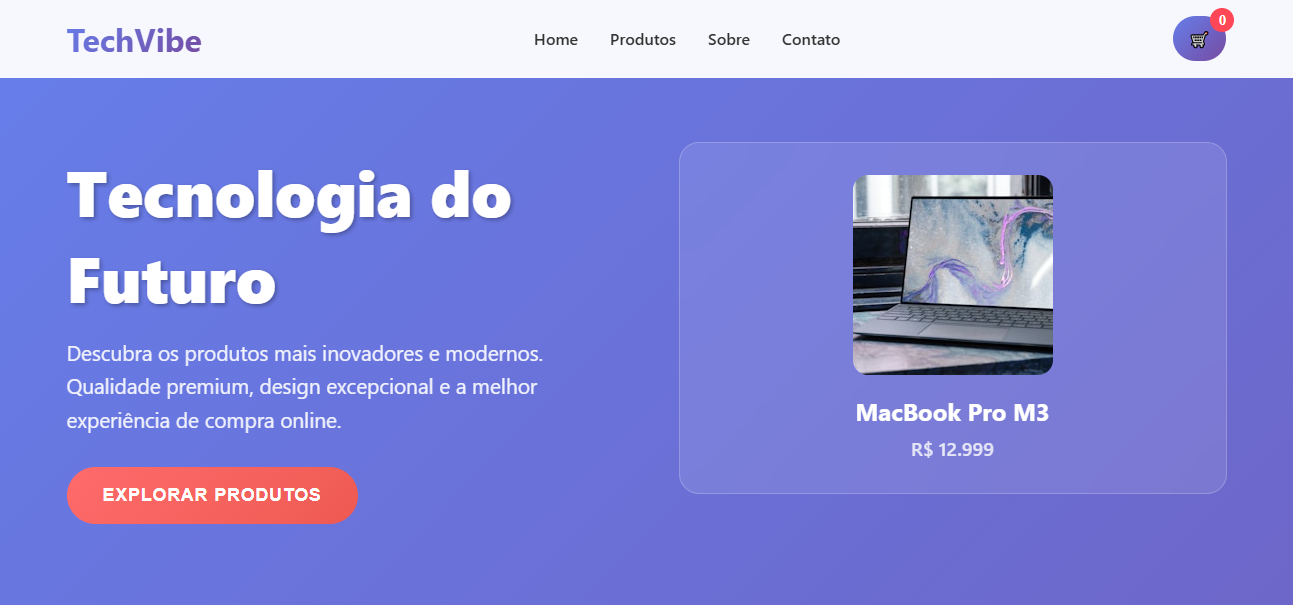 TechVibe
Home
Produtos
Sobre
Contato
0
Tecnologia do
Futuro
Descubra os produtos mais inovadores e modernos.
Qualidade premium, design excepcional e a melhor
experiência de compra online.
EXPLORAR PRODUTOS
MacBook Pro M3
R$ 12.999